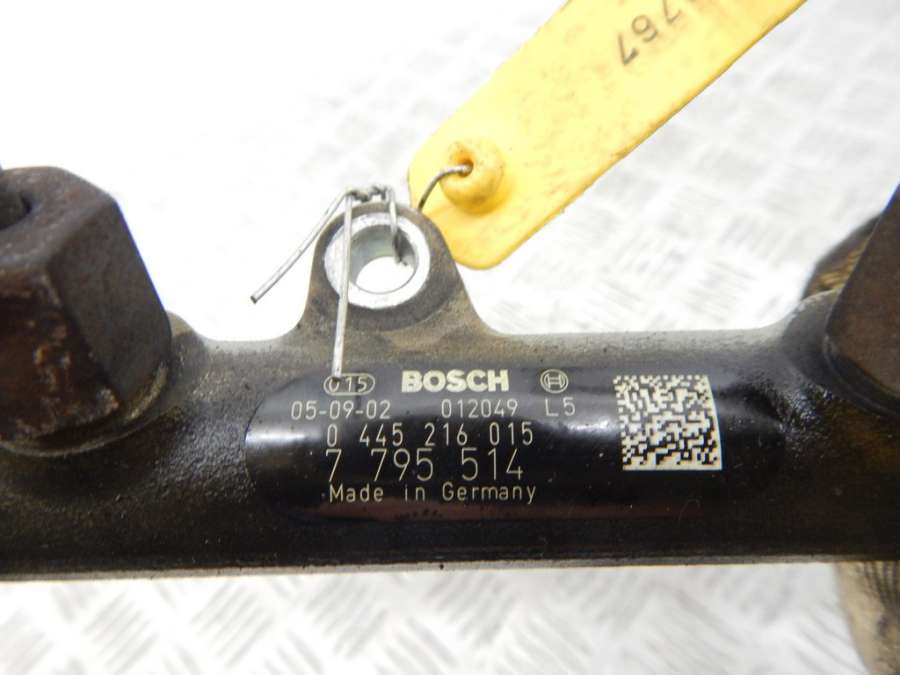 767
015 BOSCH
05-09-02 012049 L5
0 445 216 015
7 795 514
Made in Germany